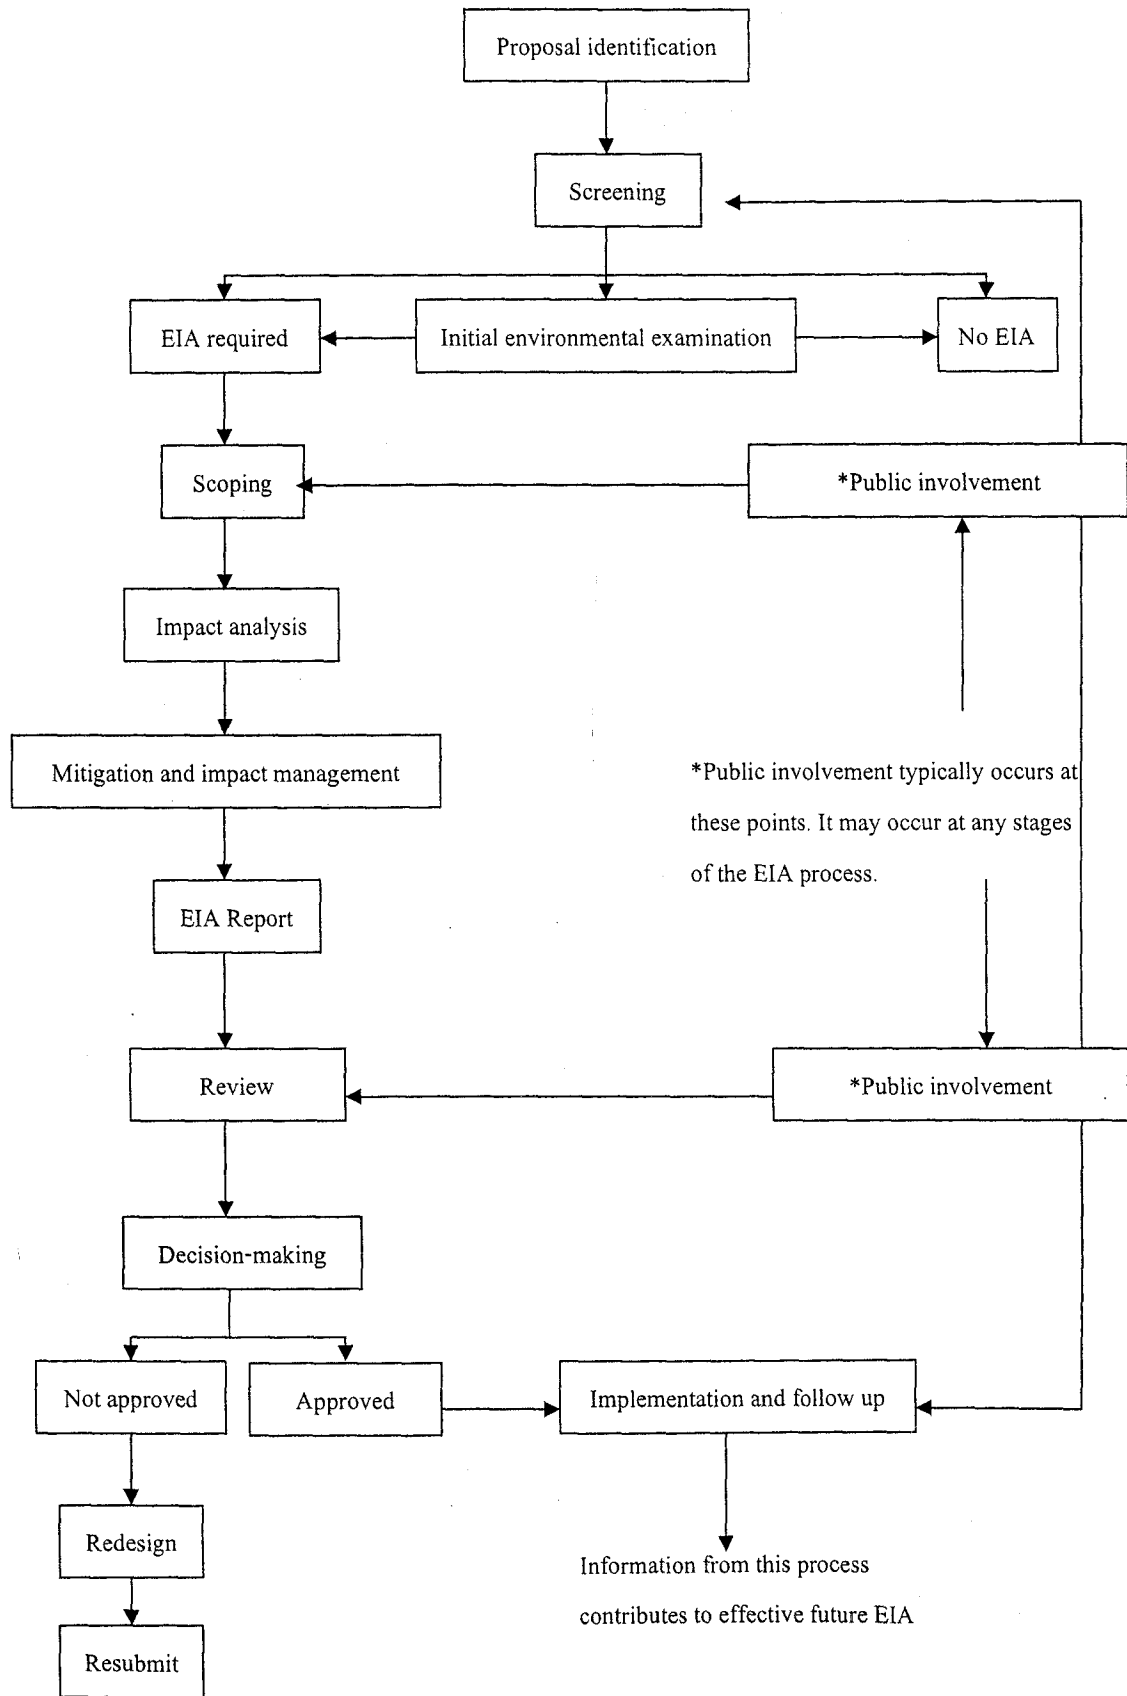 Proposal identification
Screening
EIA required
Initial environmental examination
No EIA
Scoping
*Public involvement
Impact analysis
Mitigation and impact management
*Public involvement typically occurs at
these points. It may occur at any stages
of the EIA process.
EIA Report
Review
*Public involvement
Decision-making
Not approved
Approved
Implementation and follow up
Redesign
Information from this process
contributes to effective future EIA
Resubmit